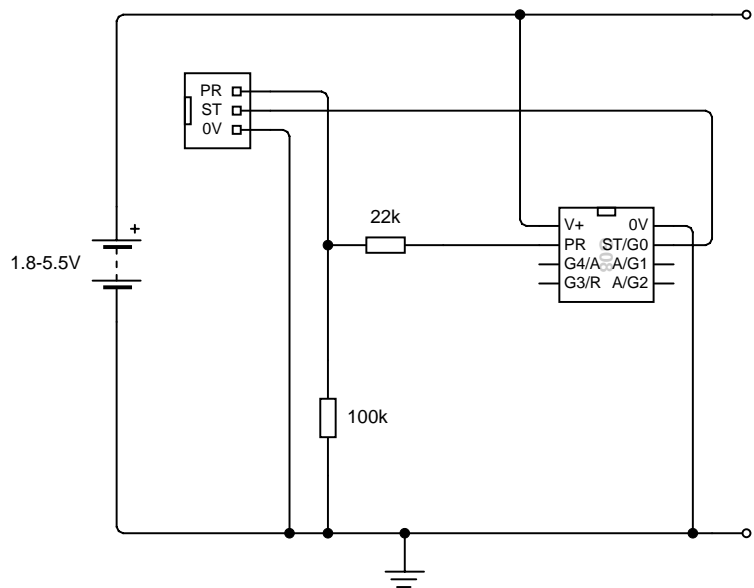 PR
ST
0V
+
1.8-5.5V
22k
100k
V+ 0V
PR ST/G0
G4/A A/G1
G3/R A/G2